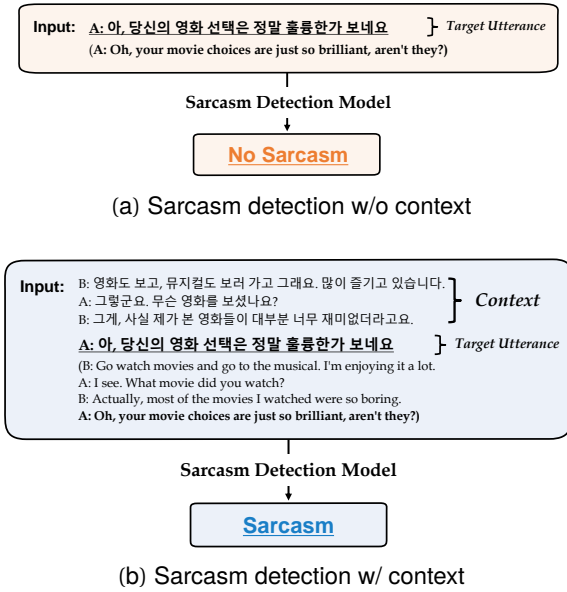 Input: A: 아, 당신의 영화 선택은 정말 훌륭한가 보네요 Target Utterance
(A: Oh, your movie choices are just so brilliant, aren't they?)
Sarcasm Detection Model
No Sarcasm
(a) Sarcasm detection w/o context
Input: B: 영화도 보고, 뮤지컬도 보러 가고 그래요. 많이 즐기고 있습니다.
A: 그렇군요. 무슨 영화를 보셨나요? Context
B: 그게, 사실 제가 본 영화들이 대부분 너무 재미없더라고요.
A: 아, 당신의 영화 선택은 정말 훌륭한가 보네요 Target Utterance
(B: Go watch movies and go to the musical. I'm enjoying it a lot.
A: I see. What movie did you watch?
B: Actually, most of the movies I watched were so boring.
A: Oh, your movie choices are just so brilliant, aren't they?)
Sarcasm Detection Model
Sarcasm
(b) Sarcasm detection w/ context